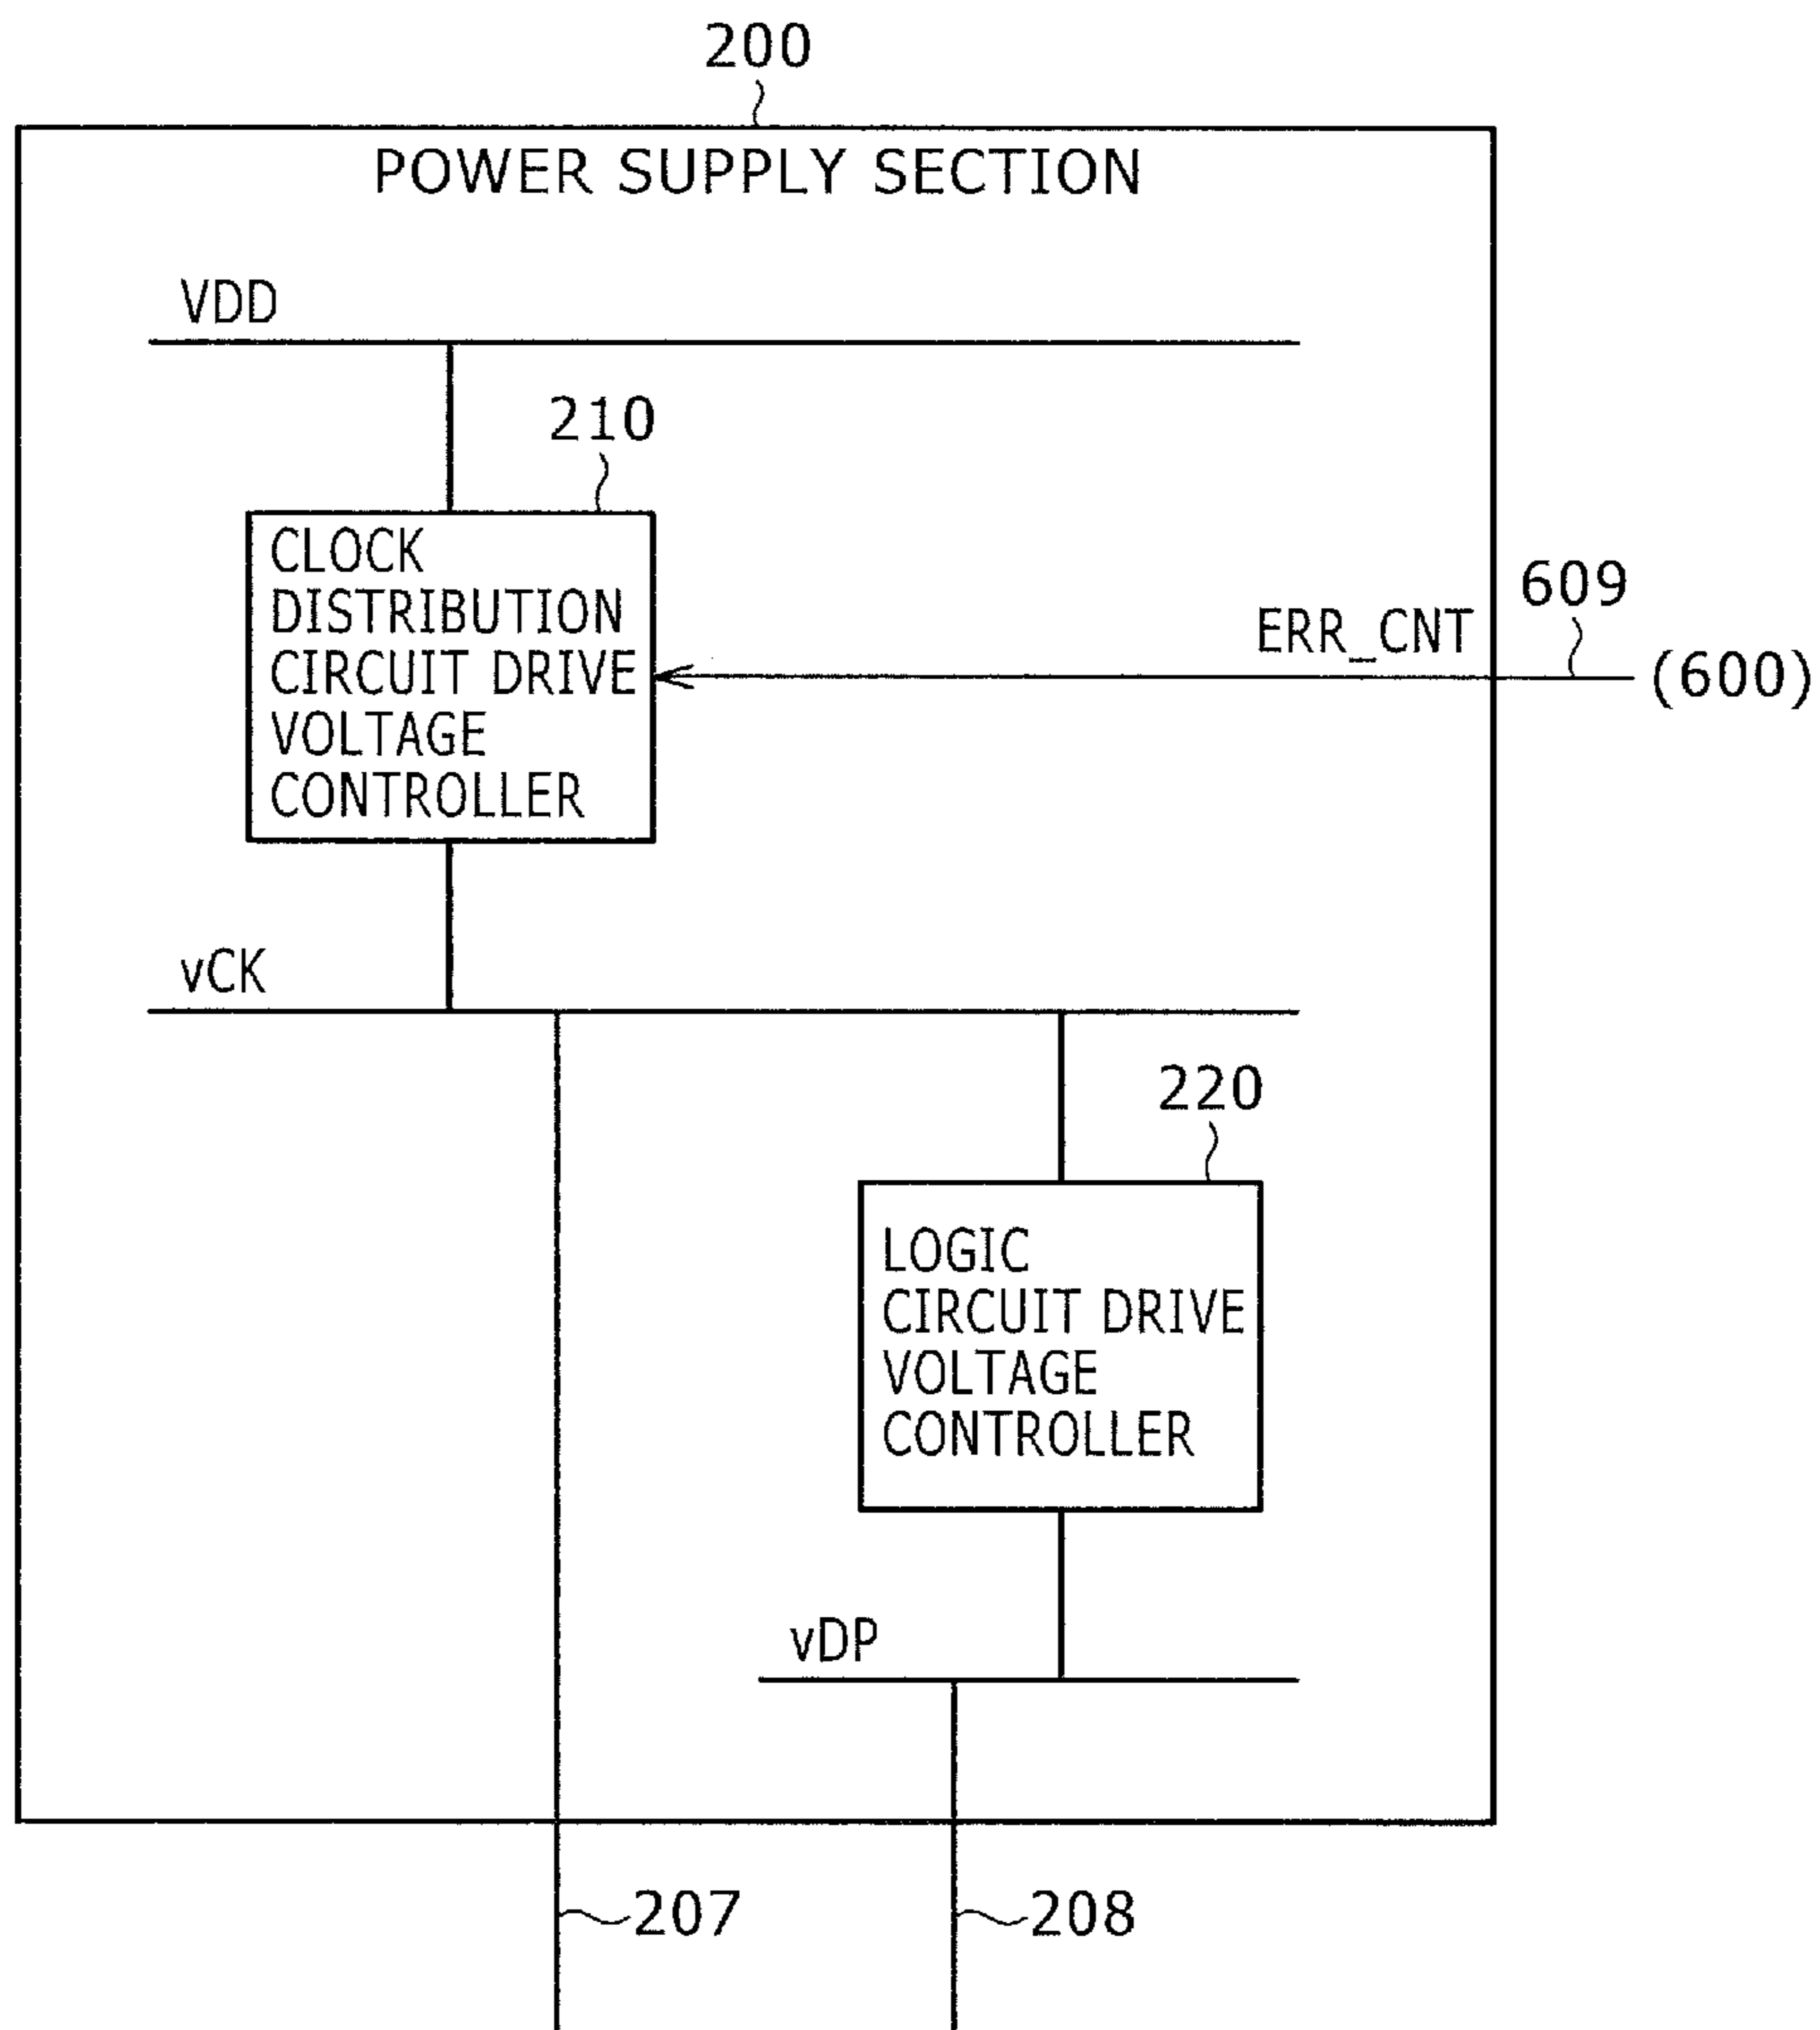 200
POWER SUPPLY SECTION
VDD
210
CLOCK
DISTRIBUTION
CIRCUIT DRIVE
VOLTAGE
CONTROLLER
609
ERR_CNT
(600)
vCK
220
LOGIC
CIRCUIT DRIVE
VOLTAGE
CONTROLLER
vDP
207
208